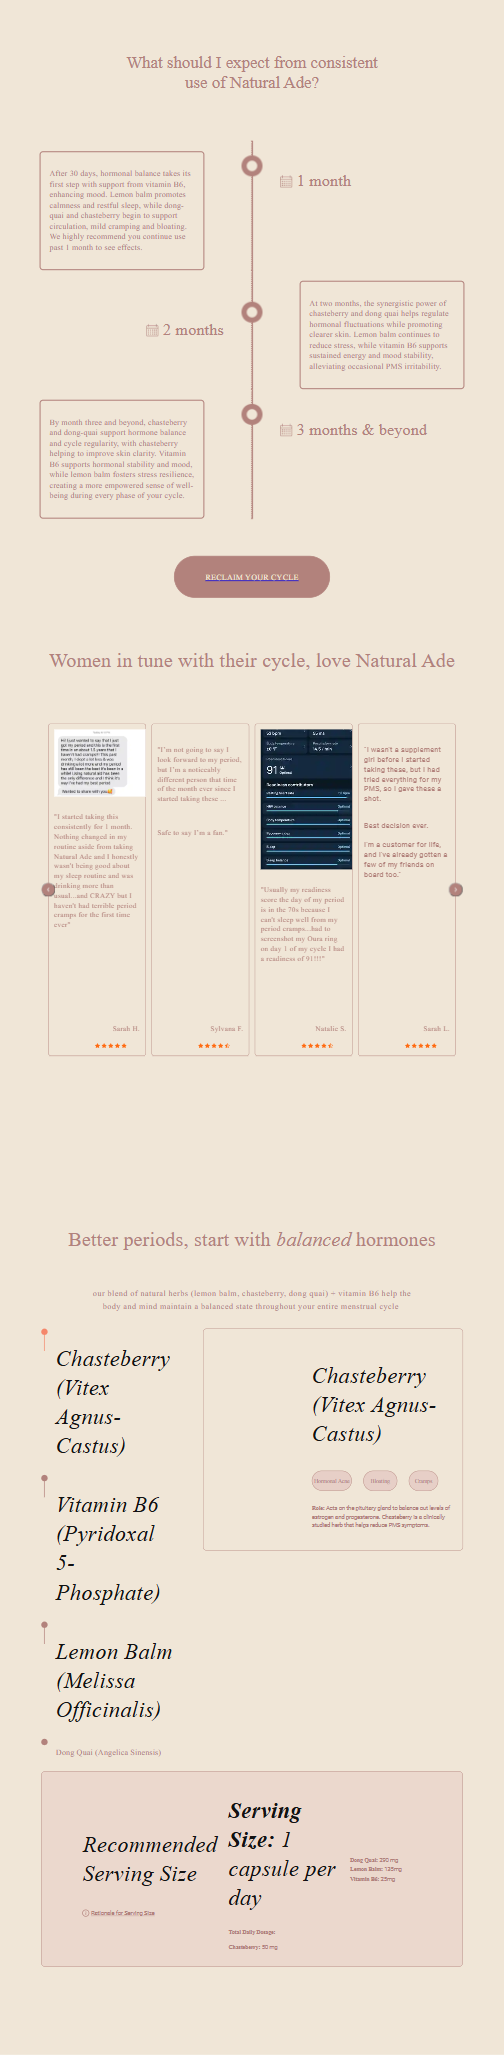 What should I expect from consistent
use of Natural Ade?
1 month
After 30 days, hormonal balance takes its
first step with support from vitamin B6,
enhancing mood. Lemon balm promotes
calmness and restful sleep, while dong-
quai and chasteberry begin to support
circulation, mild cramping and bloating.
We highly recommend you continue use
past 1 month to see effects.
2 months
At two months, the synergistic power of
chasteberry and dong quai helps regulate
hormonal fluctuations while promoting
clearer skin. Lemon balm continues to
reduce stress, while vitamin B6 supports
sustained energy and mood stability,
alleviating occasional PMS irritability.
3 months & beyond
By month three and beyond, chasteberry
and dong-quai support hormone balance
and cycle regularity, with chasteberry
helping to improve skin clarity. Vitamin
B6 supports hormonal stability and mood,
while lemon balm fosters stress resilience,
creating a more empowered sense of well-
being during every phase of your cycle.
RECLAIM YOUR CYCLE
Women in tune with their cycle, love Natural Ade
"I started taking this
consistently for 1 month.
Nothing changed in my
routine aside from taking
Natural Ade and I honestly
wasn't being good about
my sleep routine and was
drinking more than
usual...and CRAZY but I
haven't had terrible period
cramps for the first time
ever"
Sarah H.
"I'm not going to say I
look forward to my period,
but I'm a noticeably
different person that time
of the month ever since I
started taking these ...
Safe to say I'm a fan."
Sylvana F.
91
Optimal
Readiness contributors
"Usually my readiness
score the day of my period
is in the 70s because I
can't sleep well from my
period cramps...had to
screenshot my Oura ring
on day 1 of my cycle I had
a readiness of 91!!!"
Natalie S.
"I wasn't a supplement
girl before I started
taking these, but I had
tried everything for my
PMS, so I gave these a
shot.
Best decision ever.
I'm a customer for life,
and I've already gotten a
few of my friends on
board too."
Sarah L.
Better periods, start with balanced hormones
our blend of natural herbs (lemon balm, chasteberry, dong quai) + vitamin B6 help the
body and mind maintain a balanced state throughout your entire menstrual cycle
Chasteberry
(Vitex
Agnus-
Castus)
Vitamin B6
(Pyridoxal
5-
Phosphate)
Lemon Balm
(Melissa
Officinalis)
Dong Quai (Angelica Sinensis)
Chasteberry
(Vitex Agnus-
Castus)
Hormonal Acne
Bloating
Cramps
Role: Acts on the pituitary gland to balance out levels of
estrogen and progesterone. Chasteberry is a clinically
studied herb that helps reduce PMS symptoms.
Recommended
Serving Size
Rationale for Serving Size
Serving
Size: 1
capsule per
day
Total Daily Dosage:
Chasteberry: 50 mg
Dong Quai:
Lemon Balm:
Vitamin B6: 25mg